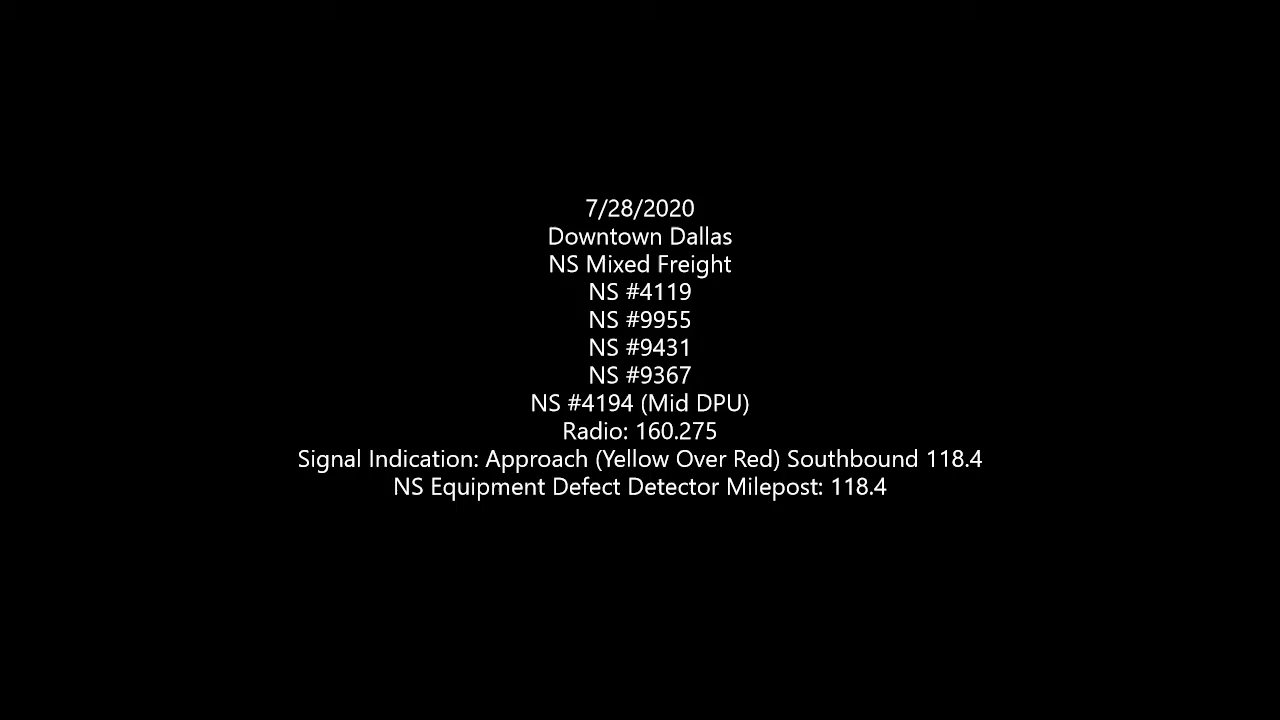 7/28/2020
Downtown Dallas
NS Mixed Freight
NS #4119
NS #9955
NS #9431
NS #9367
NS #4194 (Mid DPU)
Radio: 160.275
Signal Indication: Approach (Yellow Over Red) Southbound 118.4
NS Equipment Defect Detector Milepost: 118.4